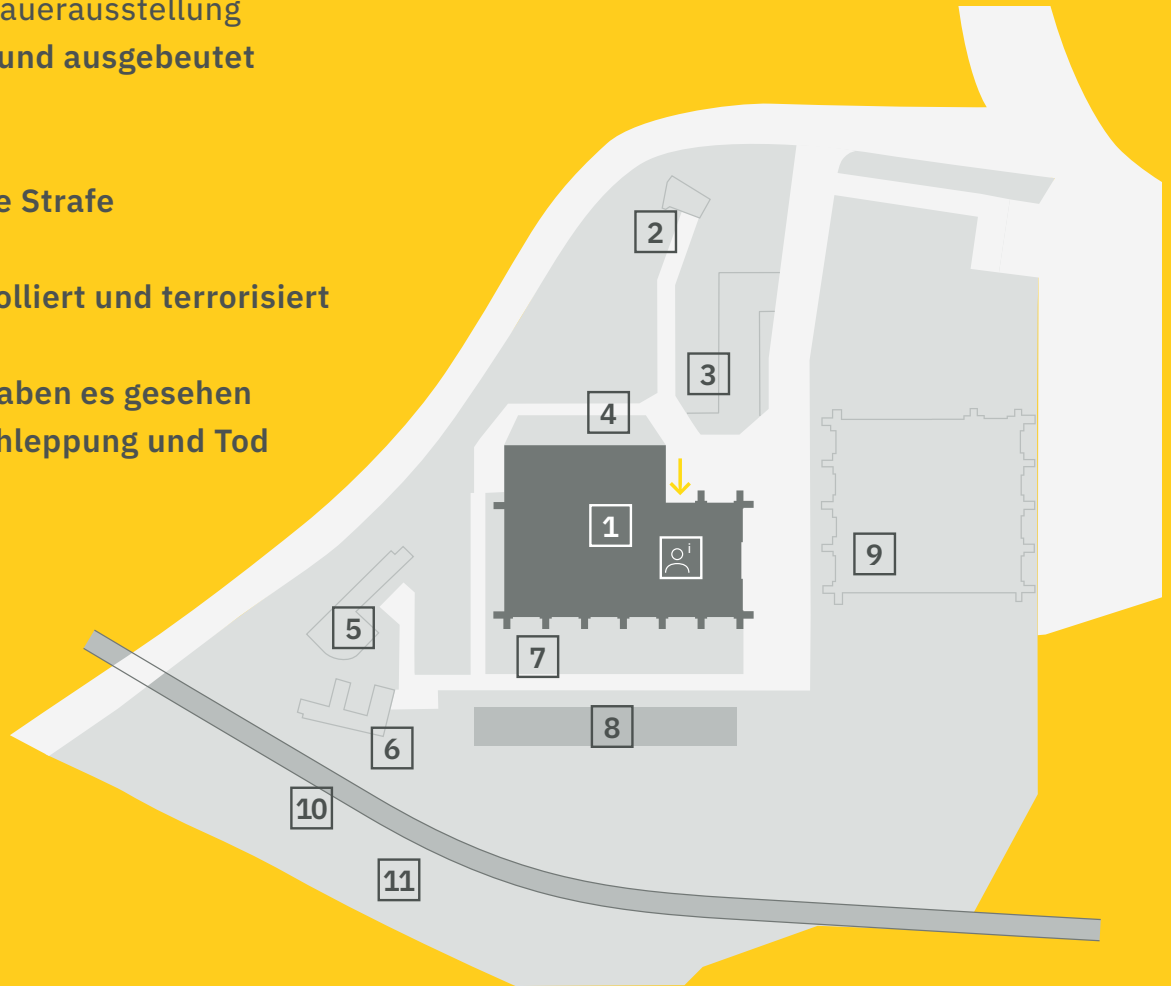 auerausstellung
und ausgebeutet
e Strafe
olliert und terrorisiert
aben es gesehen
hleppung und Tod
2
3
4
1
i
9
5
7
8
6
10
11